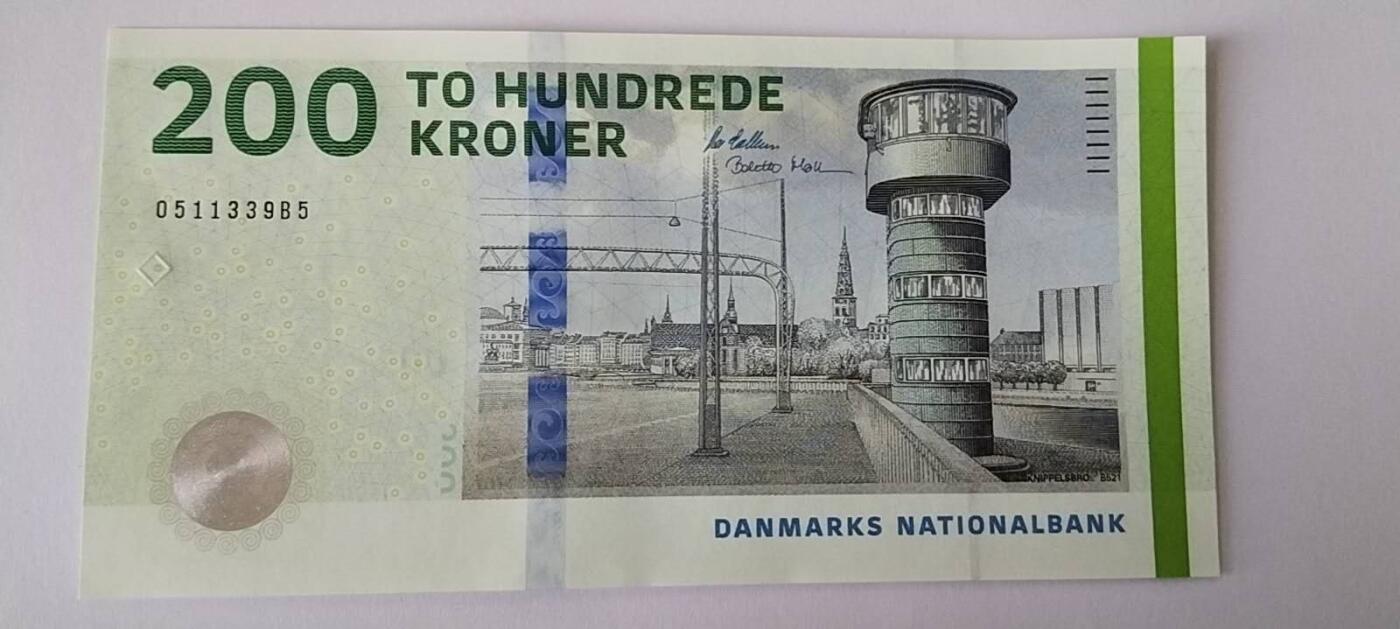 200 TO HUNDREDE
KRONER
0511339B5
KNIPPELSBRO
DANMARKS NATIONALBANK